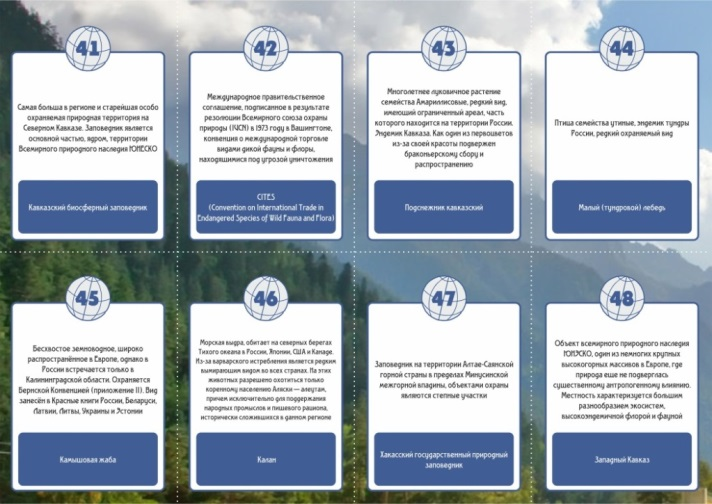 41
Самая больша в регионе и старейшая особо
охраняемая природная территория на
Северном Кавказе. Заповедник является
основной частью, ядром, территории
Всемирного природного наследия ЮНЕСКО
Кавказский биосферный заповедник
42
Международное правительственное
соглашение, подписанное в результате
резолюции Всемирного союза охраны
природы (IUCN) в 1973 году в Вашингтоне,
конвенция о международной торговле
видами дикой фауны и флоры,
находящимися под угрозой уничтожения
CITES
(Convention on International Trade in
Endangered Species of Wild Fauna and Flora)
43
Многолетнее луковичное растение
семейства Амариллисовые, редкий вид,
имеющий ограниченный ареал, часть
которого находится на территории России.
Эндемик Кавказа. Как один из первоцветов
из-за своей красоты подвержен
браконьерскому сбору и
распространению
Подснежник кавказский
44
Птица семейства утиные, эндемик тундры
России, редкий охраняемый вид
Малый (тундровой) лебедь
45
Бесхвостое земноводное, широко
распространённое в Европе, однако в
России встречается только в
Калининградской области. Охраняется
Бернской Конвенцией (приложение II). Вид
занесён в Красные книги России, Беларуси,
Латвии, Литвы, Украины и Эстонии
Камышовая жаба
46
Морская выдра, обитает на северных берегах
Тихого океана в России, Японии, США и Канаде.
Из-за варварского истребления является редким
вымирающим видом во всех странах. На этих
животных разрешено охотиться только
коренному населению Аляски — алеутам,
причем исключительно для поддержания
народных промыслов и пищевого рациона,
исторически сложившихся в данном регионе
Калан
47
Заповедник на территории Алтае-Саянской
горной страны в пределах Минусинской
межгорной впадины, объектами охраны
являются степные участки
Хакасский государственный природный
заповедник
48
Объект всемирного природного наследия
ЮНЕСКО, один из немногих крупных
высокогорных массивов в Европе, где
природа еще не подверглась
существенному антропогенному влиянию.
Местность характеризуется большим
разнообразием экосистем,
высокоэндемичной флорой и фауной
Западный Кавказ